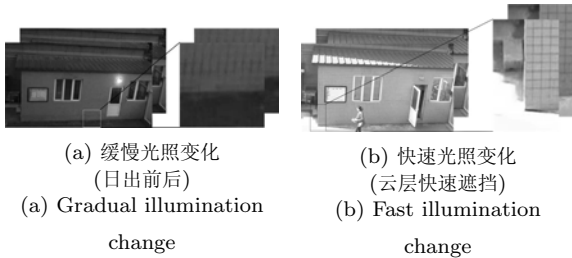 (a) 缓慢光照变化
(日出前后)
(a) Gradual illumination
change
(b) 快速光照变化
(云层快速遮挡)
(b) Fast illumination
change